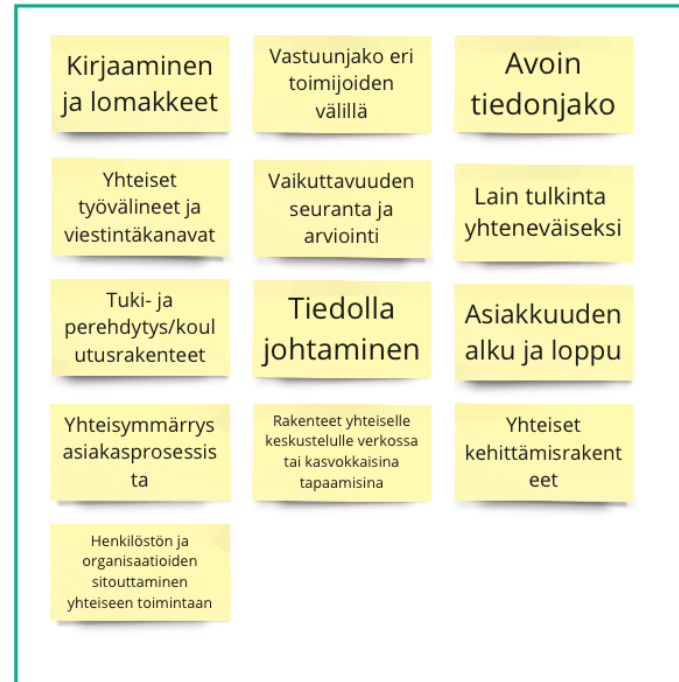 Kirjaaminen
ja lomakkeet
Vastuunjako eri
toimijoiden
välillä
Avoin
tiedonjako
Yhteiset
työvälineet ja
viestintäkanavat
Vaikuttavuuden
seuranta ja
arviointi
Lain tulkinta
yhteneväiseksi
Tuki- ja
perehdytys/koul
utusrakenteet
Tiedolla
johtaminen
Asiakkuuden
alku ja loppu
Yhteisymmärrys
asiakasprosessis
ta
Rakenteet yhteiselle
keskustelulle verkossa
tai kasvokkaisina
tapaamisina
Yhteiset
kehittämisrakent
eet
Henkilöstön ja
organisaatioiden
sitouttaminen
yhteiseen toimintaan